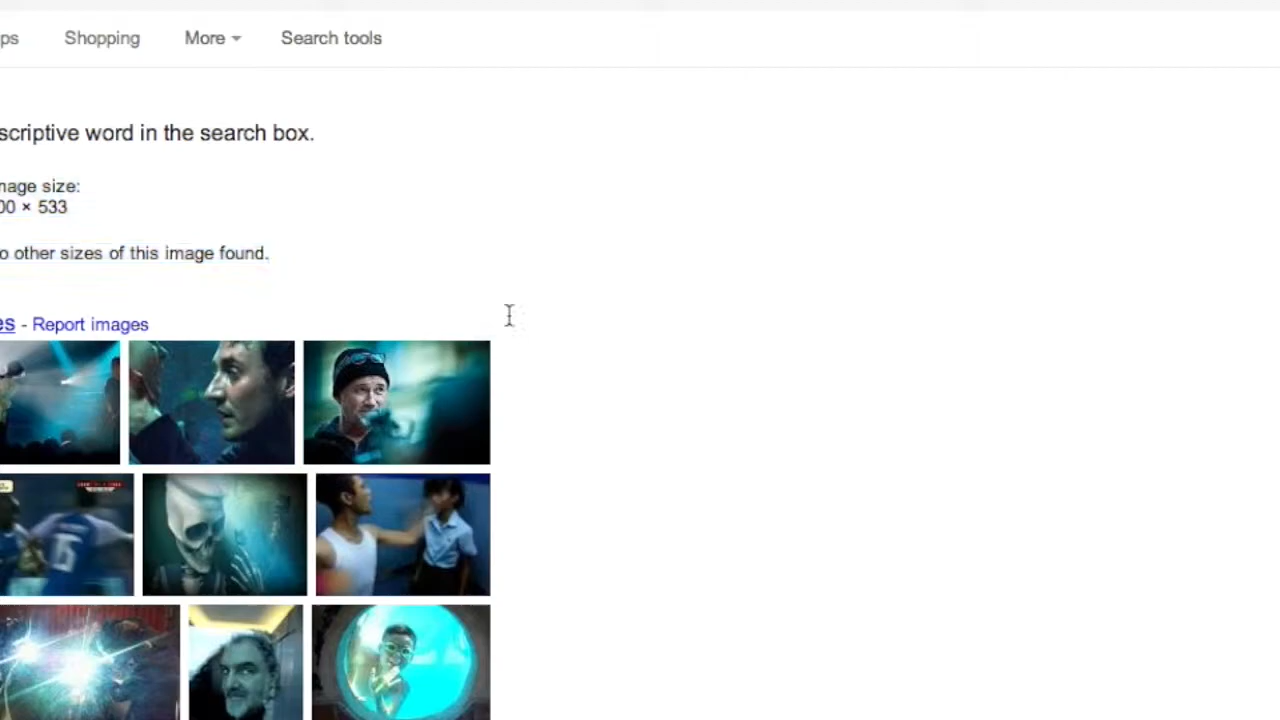 ps Shopping More Search tools
scriptive word in the search box.
nage size:
00 × 533
o other sizes of this image found.
es - Report images
16